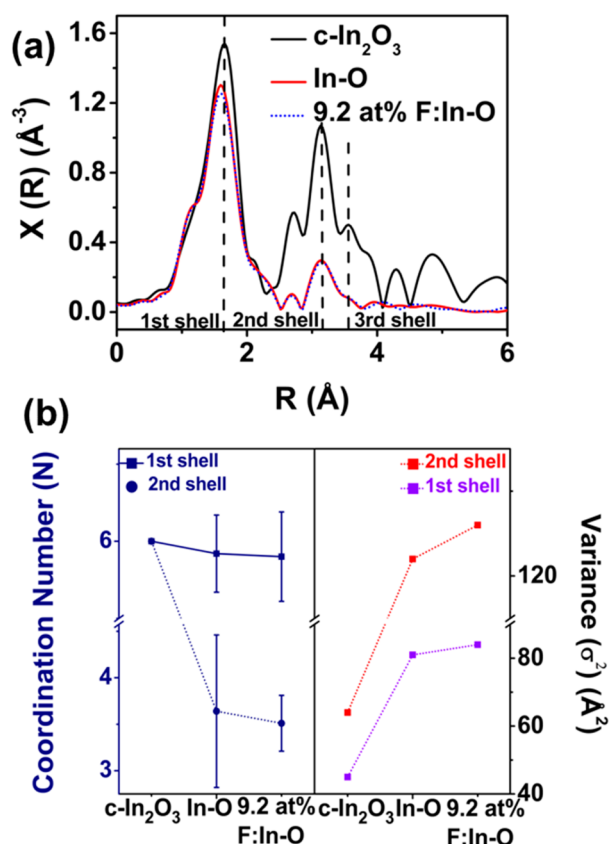 (a)
1.6
1.2
0.8
0.4
0.0
X (R) (Å⁻³)
c-In₂O₃
In-O
9.2 at% F:In-O
1st shell
2nd shell
3rd shell
0
2
4
6
R (Å)
(b)
1st shell
2nd shell
2nd shell
1st shell
Coordination Number (N)
6
4
3
Variance (σ²) (Å²)
120
80
60
40
c-In₂O₃ In-O 9.2 at%
F:In-O
c-In₂O₃ In-O 9.2 at%
F:In-O